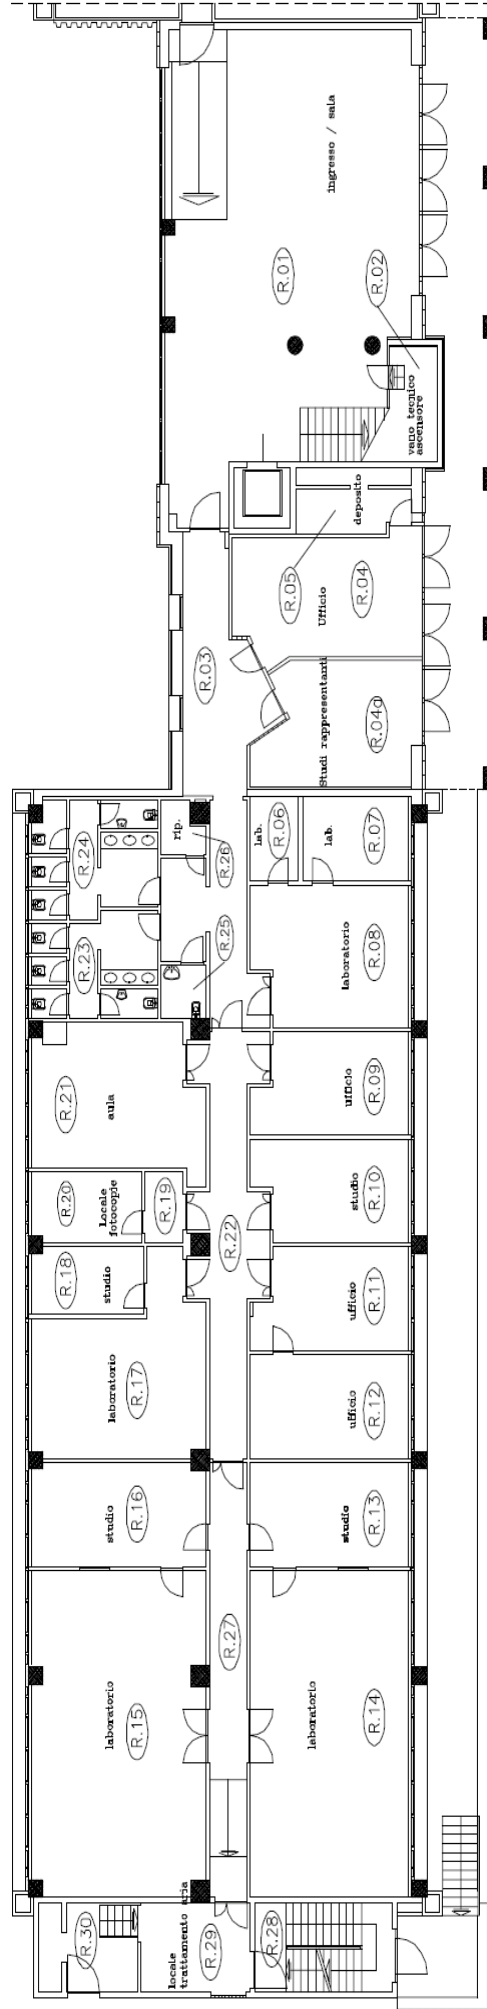 ingresso / sala
R.01
R.02
vano tecnico
ascensore
deposito
R.05
Ufficio
R.04
R.03
Studi rappresentanti
R.04a
rip.
R.26
R.24
lab.
R.06
lab.
R.07
R.23
R.25
laboratorio
R.08
R.21
aula
ufficio
R.09
R.20
Locale
fotocopie
R.19
studio
R.10
R.22
R.18
studio
ufficio
R.11
laboratorio
R.17
ufficio
R.12
studio
R.16
studio
R.13
R.27
laboratorio
R.15
laboratorio
R.14
R.30
locale
trattamento aria
R.29
R.28